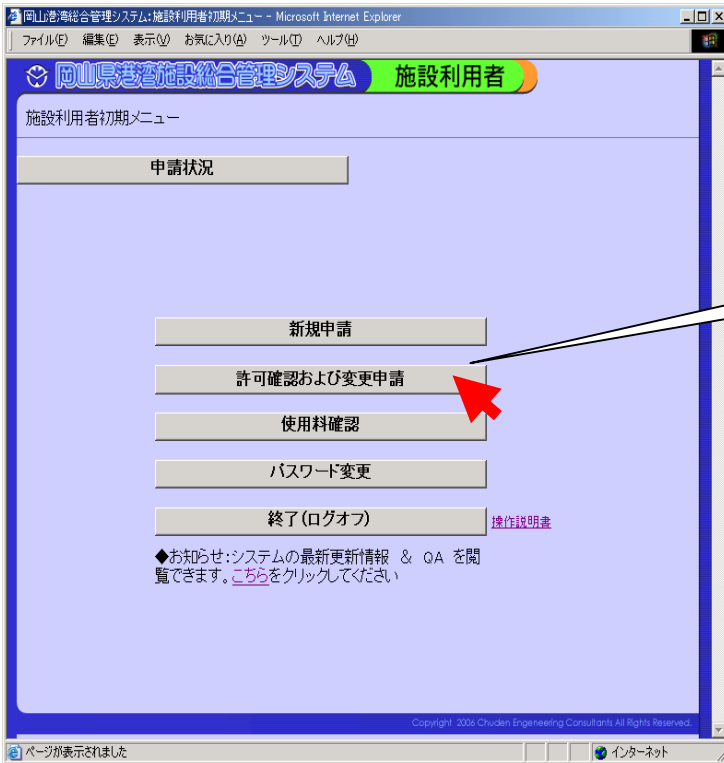 岡山港湾総合管理システム:施設利用者初期メニュー - Microsoft Internet Explorer
ファイル(F) 編集(E) 表示(V) お気に入り(A) ツール(T) ヘルプ(H)
岡山県港湾施設総合管理システム 施設利用者
施設利用者初期メニュー
申請状況
新規申請
許可確認および変更申請
使用料確認
パスワード変更
終了(ログオフ) 操作説明書
◆お知らせ:システムの最新更新情報 & QA を閲
覧できます。こちらをクリックしてください
Copyright 2006 Chuden Engeneering Consultants All Rights Reserved.
ページが表示されました インターネット